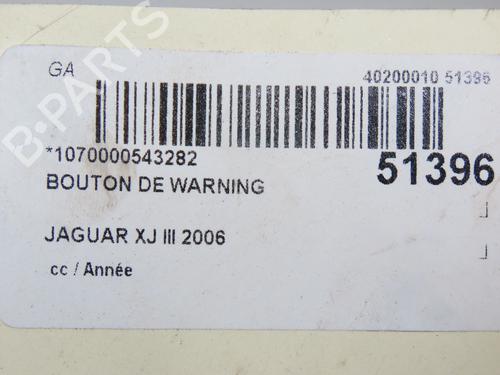 GA
40200010 51396
*1070000543282
51396
BOUTON DE WARNING
JAGUAR XJ III 2006
cc / Année
B-PARTS